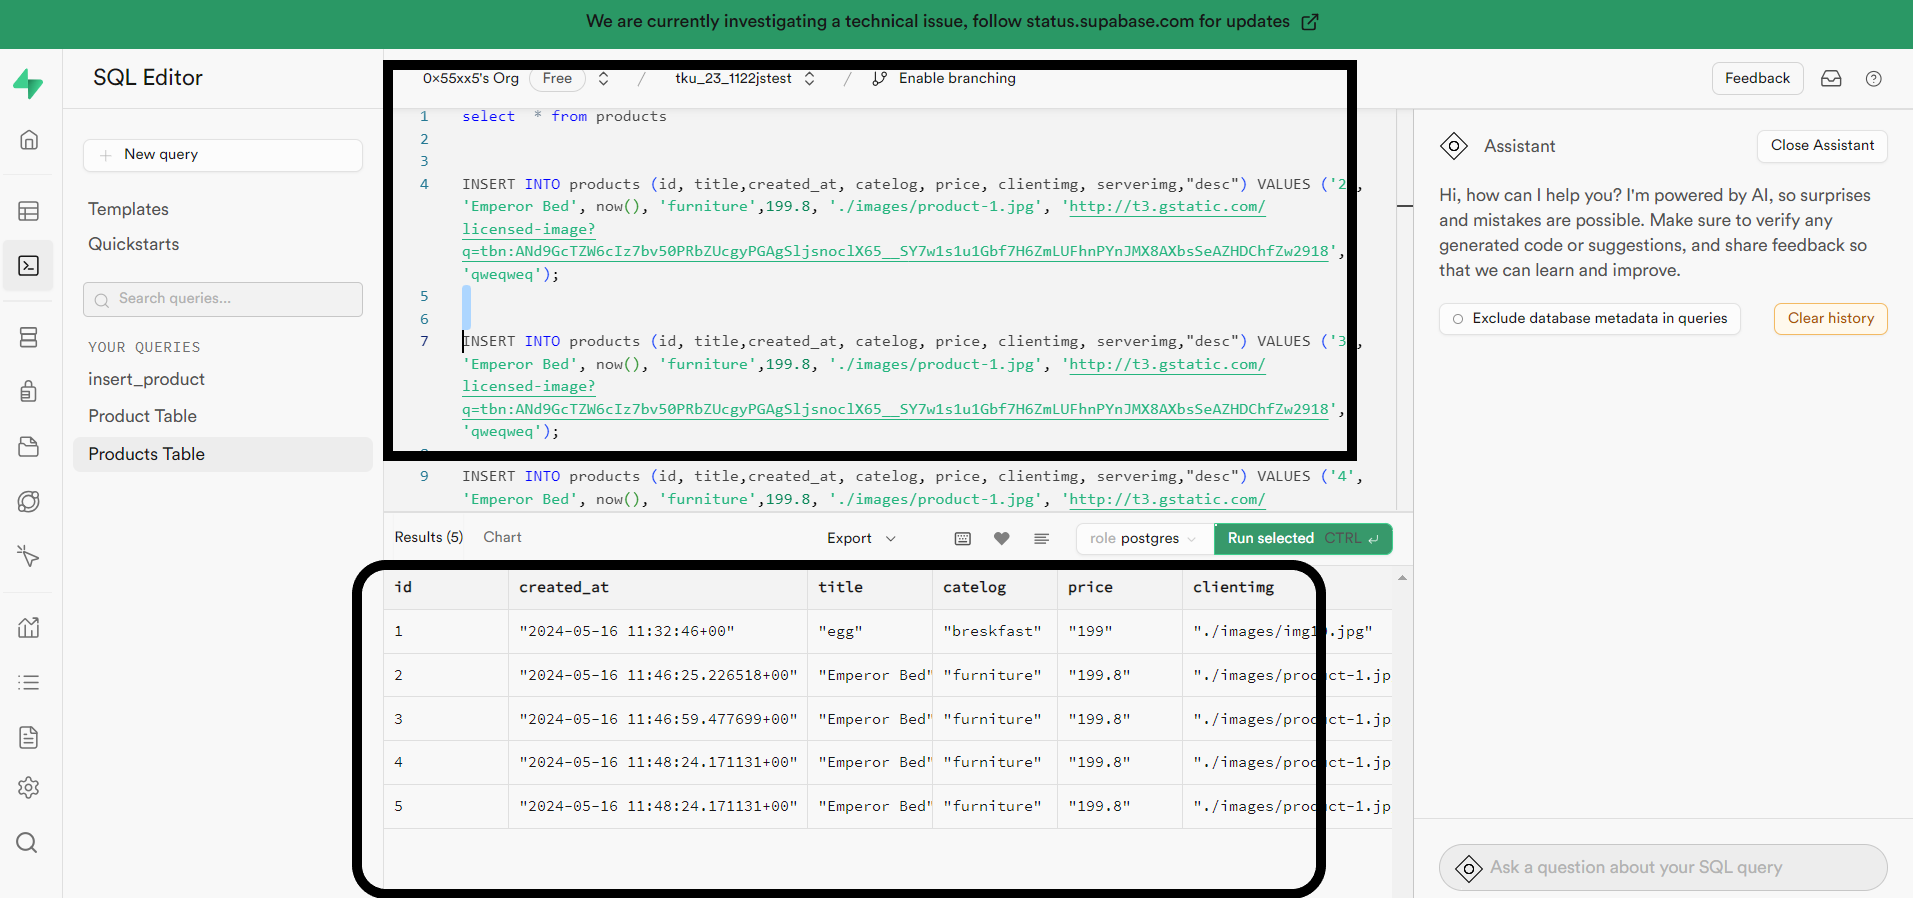 We are currently investigating a technical issue, follow status.supabase.com for updates
SQL Editor
0x55xx5's Org Free / tku_23_1122jstest / Enable branching
Feedback
New query
Templates
Quickstarts
Search queries...
YOUR QUERIES
insert_product
Product Table
Products Table
1 select * from products
2
3
4 INSERT INTO products (id, title,created_at, catelog, price, clientimg, serverimg,"desc") VALUES ('2',
'Emperor Bed', now(), 'furniture',199.8, './images/product-1.jpg', 'http://t3.gstatic.com/
licensed-image?
q=tbn:ANd9GcTZW6cIz7bv50PRbZUcgyPGAgSljsnoclX65__SY7w1s1u1Gbf7H6ZmLUFhnPYnJMX8AXbsSeAZHDChfZw2918',
'qweqweq');
5
6
7 INSERT INTO products (id, title,created_at, catelog, price, clientimg, serverimg,"desc") VALUES ('3',
'Emperor Bed', now(), 'furniture',199.8, './images/product-1.jpg', 'http://t3.gstatic.com/
licensed-image?
q=tbn:ANd9GcTZW6cIz7bv50PRbZUcgyPGAgSljsnoclX65__SY7w1s1u1Gbf7H6ZmLUFhnPYnJMX8AXbsSeAZHDChfZw2918',
'qweqweq');
9 INSERT INTO products (id, title,created_at, catelog, price, clientimg, serverimg,"desc") VALUES ('4',
'Emperor Bed', now(), 'furniture',199.8, './images/product-1.jpg', 'http://t3.gstatic.com/
Results (5) Chart Export role postgres Run selected CTRL
id created_at title catelog price clientimg
1 "2024-05-16 11:32:46+00" "egg" "breskfast" "199" "./images/img1 .jpg"
2 "2024-05-16 11:46:25.226518+00" "Emperor Bed" "furniture" "199.8" "./images/product-1.jp
3 "2024-05-16 11:46:59.477699+00" "Emperor Bed" "furniture" "199.8" "./images/product-1.jp
4 "2024-05-16 11:48:24.171131+00" "Emperor Bed" "furniture" "199.8" "./images/product-1.jp
5 "2024-05-16 11:48:24.171131+00" "Emperor Bed" "furniture" "199.8" "./images/product-1.jp
Assistant
Close Assistant
Hi, how can I help you? I'm powered by AI, so surprises
and mistakes are possible. Make sure to verify any
generated code or suggestions, and share feedback so
that we can learn and improve.
Exclude database metadata in queries
Clear history
Ask a question about your SQL query